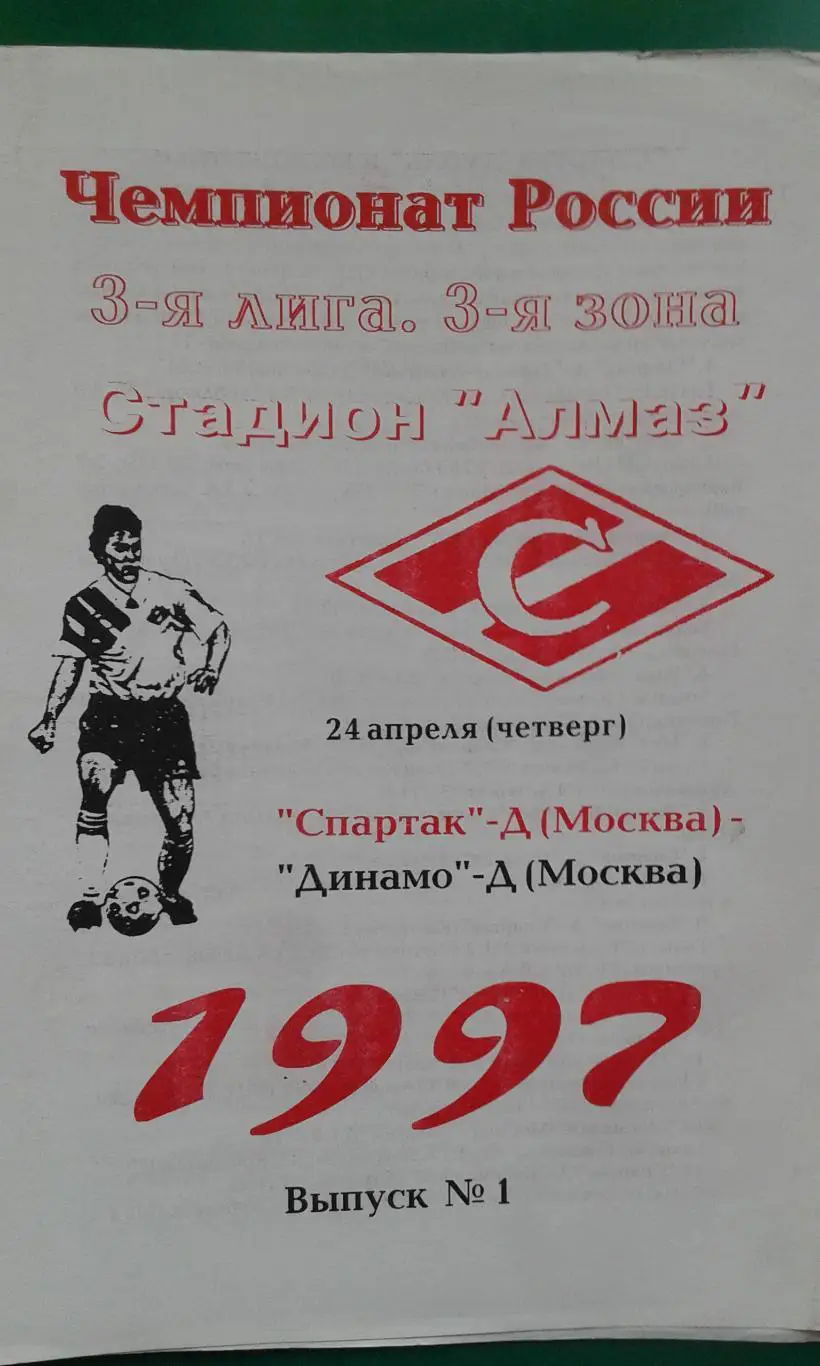 Чемпионат России
3-я лига. 3-я зона
Стадион "Алмаз"
24 апреля (четверг)
"Спартак"-Д (Москва) -
"Динамо"-Д (Москва)
1997
Выпуск № 1